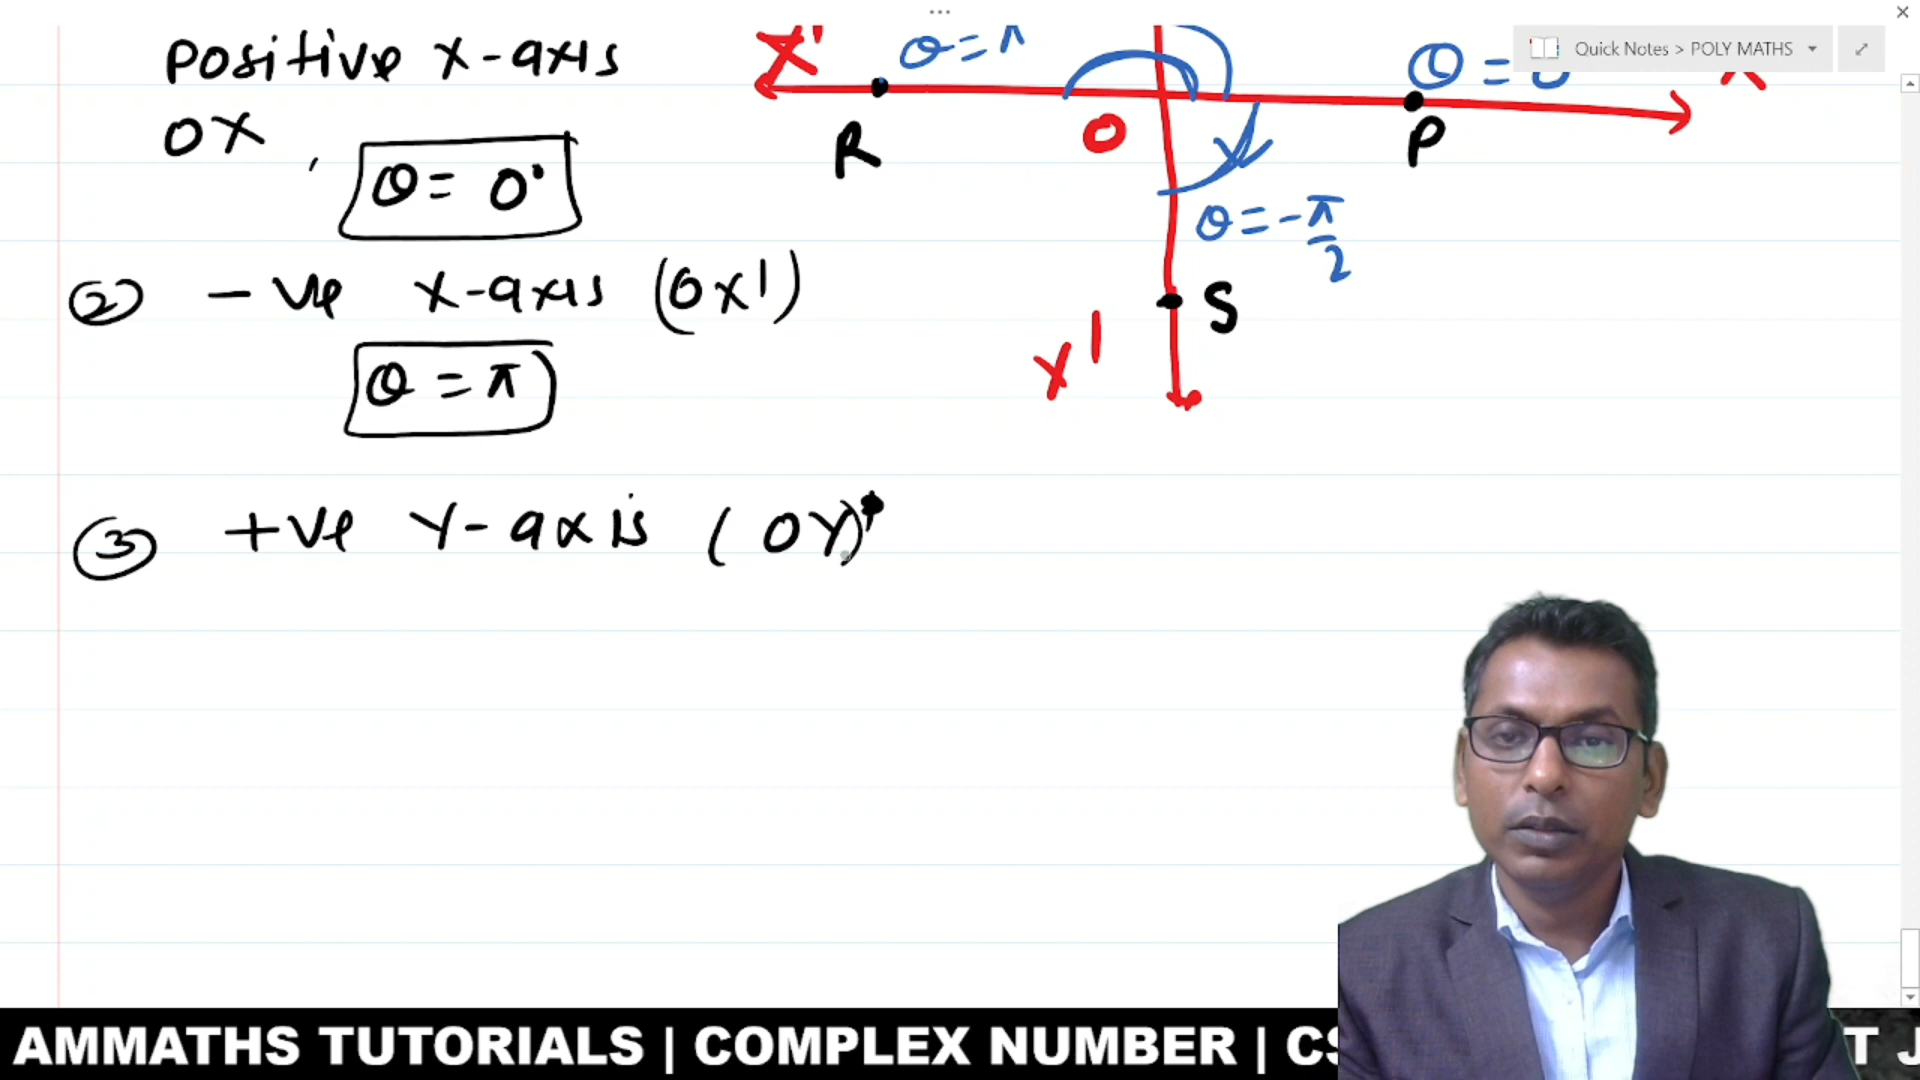 Quick Notes > POLY MATHS
positive x-axis
OX,
θ = 0°
② -ve x-axis (OX')
θ = π
③ +ve Y-axis (OY)
X'
θ = π
R
O
P
θ = 0
θ = -π/2
S
Y'
AMMATHS TUTORIALS | COMPLEX NUMBER |